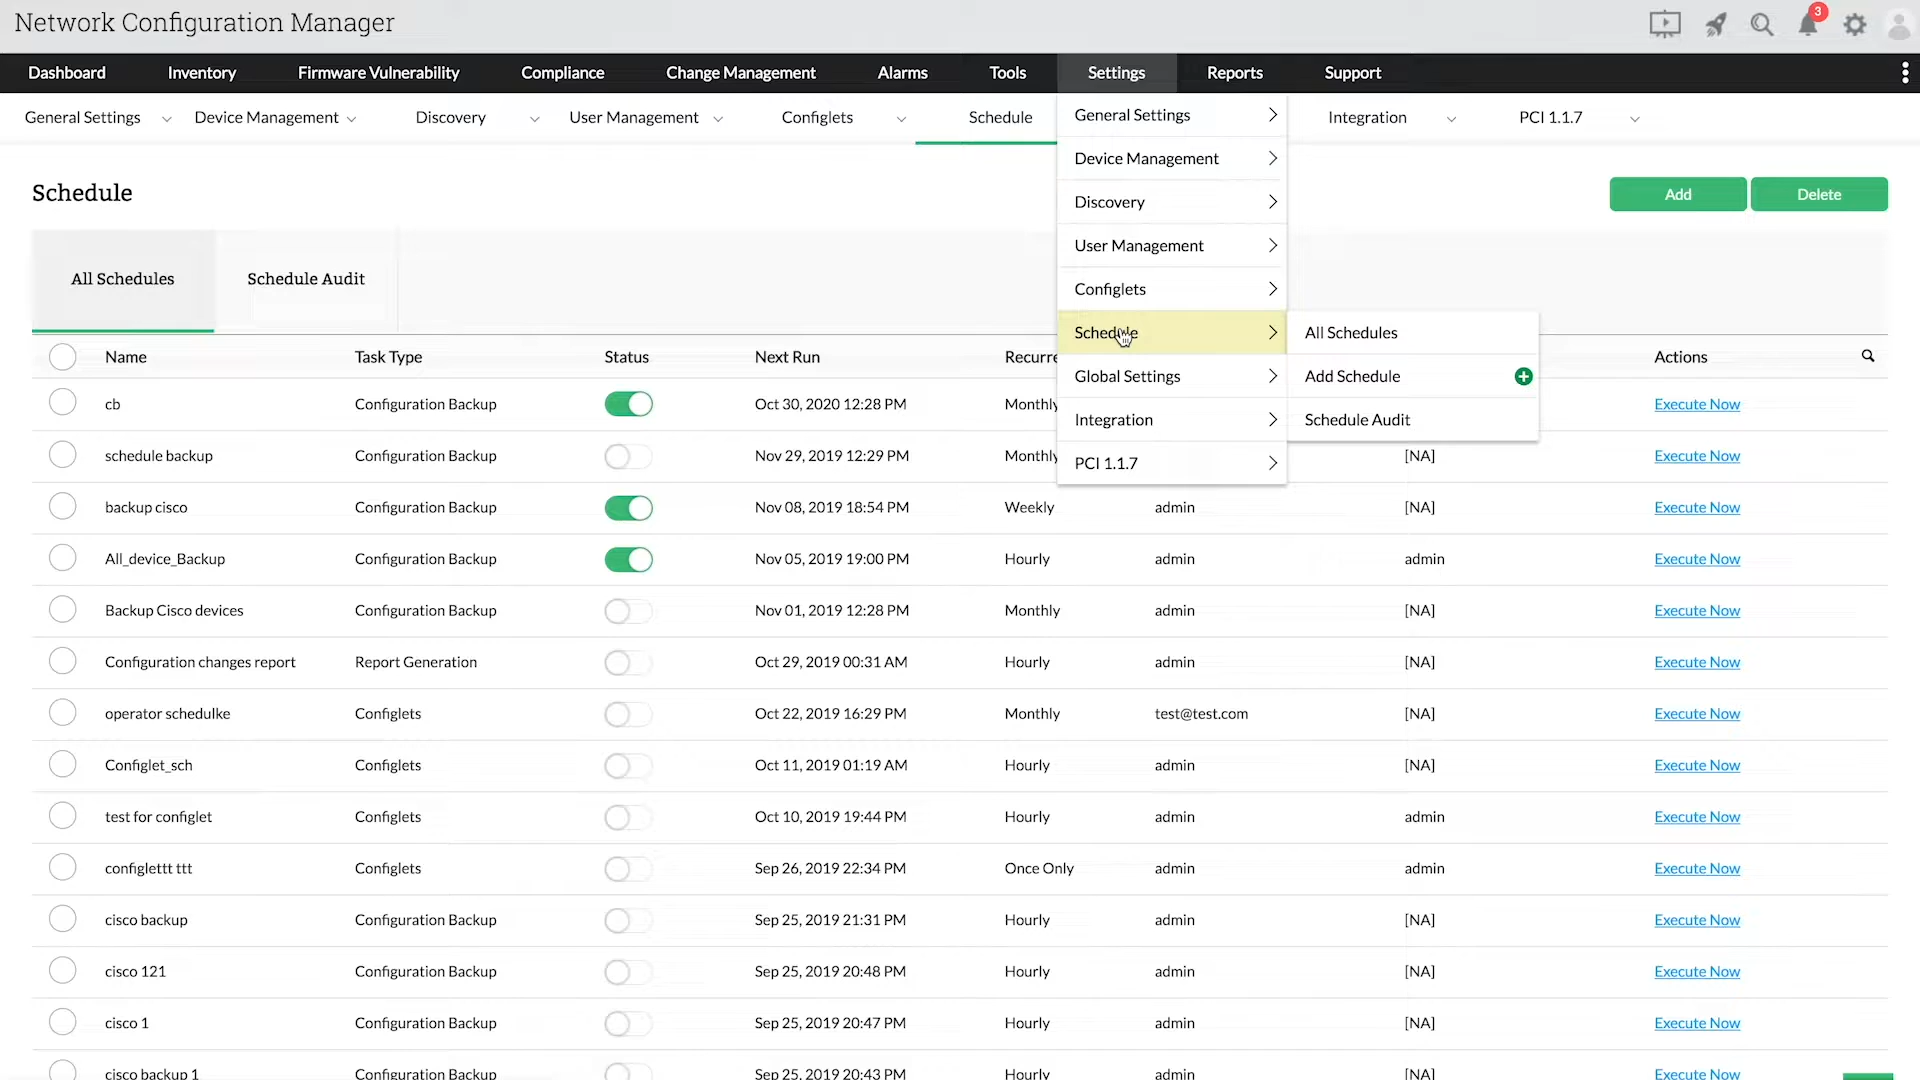 Network Configuration Manager
3
Dashboard Inventory Firmware Vulnerability Compliance Change Management Alarms Tools Settings Reports Support
General Settings Device Management Discovery User Management Configlets Schedule Integration PCI 1.1.7
General Settings
Device Management
Discovery
User Management
Configlets
Schedule
Global Settings
Integration
PCI 1.1.7
All Schedules
Add Schedule
Schedule Audit
Schedule
Add Delete
All Schedules Schedule Audit
Name Task Type Status Next Run Recurre Actions
cb Configuration Backup Oct 30, 2020 12:28 PM Monthly Execute Now
schedule backup Configuration Backup Nov 29, 2019 12:29 PM Monthly [NA] Execute Now
backup cisco Configuration Backup Nov 08, 2019 18:54 PM Weekly admin [NA] Execute Now
All_device_Backup Configuration Backup Nov 05, 2019 19:00 PM Hourly admin admin Execute Now
Backup Cisco devices Configuration Backup Nov 01, 2019 12:28 PM Monthly admin [NA] Execute Now
Configuration changes report Report Generation Oct 29, 2019 00:31 AM Hourly admin [NA] Execute Now
operator schedulke Configlets Oct 22, 2019 16:29 PM Monthly test@test.com [NA] Execute Now
Configlet_sch Configlets Oct 11, 2019 01:19 AM Hourly admin [NA] Execute Now
test for configlet Configlets Oct 10, 2019 19:44 PM Hourly admin admin Execute Now
configlettt ttt Configlets Sep 26, 2019 22:34 PM Once Only admin admin Execute Now
cisco backup Configuration Backup Sep 25, 2019 21:31 PM Hourly admin [NA] Execute Now
cisco 121 Configuration Backup Sep 25, 2019 20:48 PM Hourly admin [NA] Execute Now
cisco 1 Configuration Backup Sep 25, 2019 20:47 PM Hourly admin [NA] Execute Now
cisco backup 1 Configuration Backup Sep 25, 2019 20:43 PM Hourly admin [NA] Execute Now